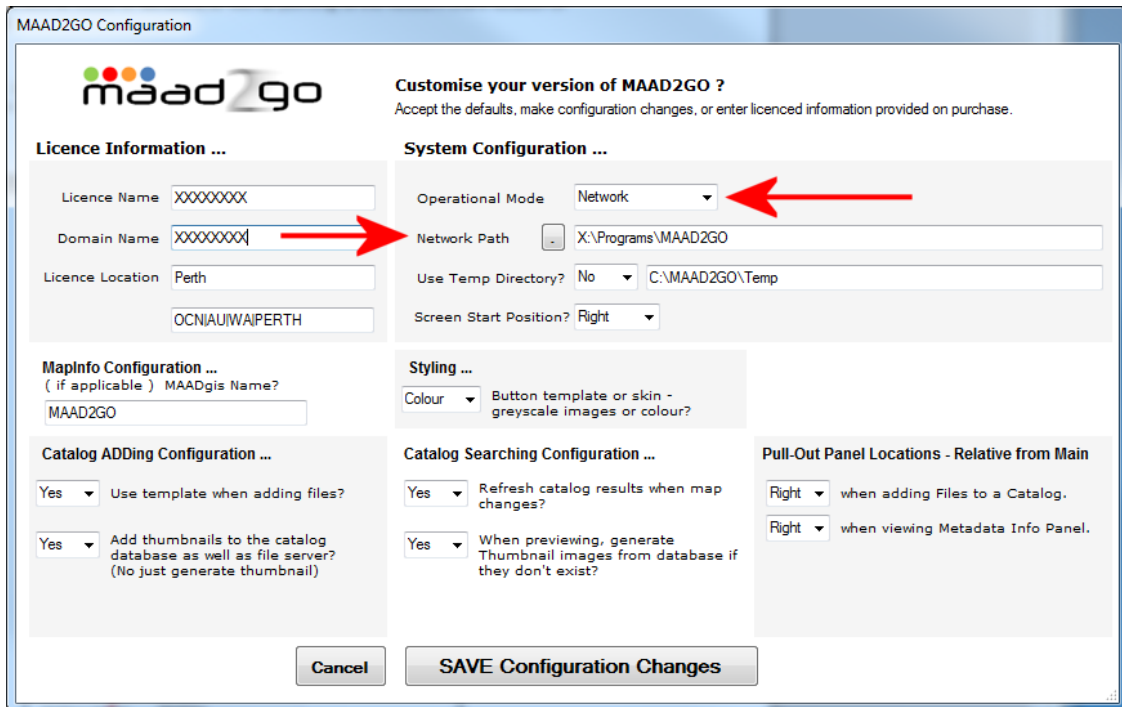 MAAD2GO Configuration
maad2go
Customise your version of MAAD2GO ?
Accept the defaults, make configuration changes, or enter licenced information provided on purchase.
Licence Information ...
Licence Name XXXXXXXX
Domain Name XXXXXXXX
Licence Location Perth
OCN|AU|WA|PERTH
System Configuration ...
Operational Mode Network
Network Path . X:\Programs\MAAD2GO
Use Temp Directory? No C:\MAAD2GO\Temp
Screen Start Position? Right
MapInfo Configuration ...
( if applicable ) MAADgis Name?
MAAD2GO
Styling ...
Colour Button template or skin -
greyscale images or colour?
Catalog ADDing Configuration ...
Yes Use template when adding files?
Yes Add thumbnails to the catalog
database as well as file server?
(No just generate thumbnail)
Catalog Searching Configuration ...
Yes Refresh catalog results when map
changes?
Yes When previewing, generate
Thumbnail images from database if
they don't exist?
Pull-Out Panel Locations - Relative from Main
Right when adding Files to a Catalog.
Right when viewing Metadata Info Panel.
Cancel
SAVE Configuration Changes